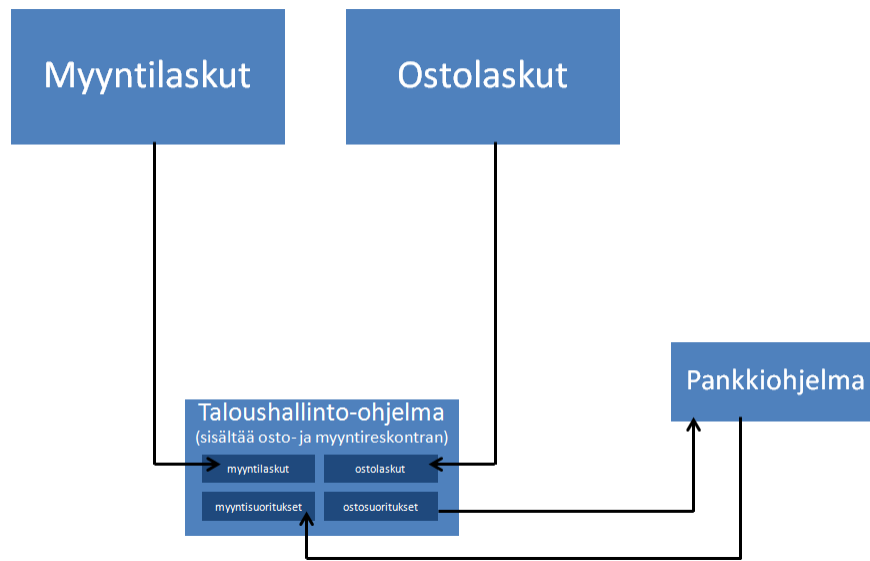 Myyntilaskut
Ostolaskut
Pankkiohjelma
Taloushallinto-ohjelma
(sisältää osto- ja myyntireskontran)
myyntilaskut
ostolaskut
myyntisuoritukset
ostosuoritukset